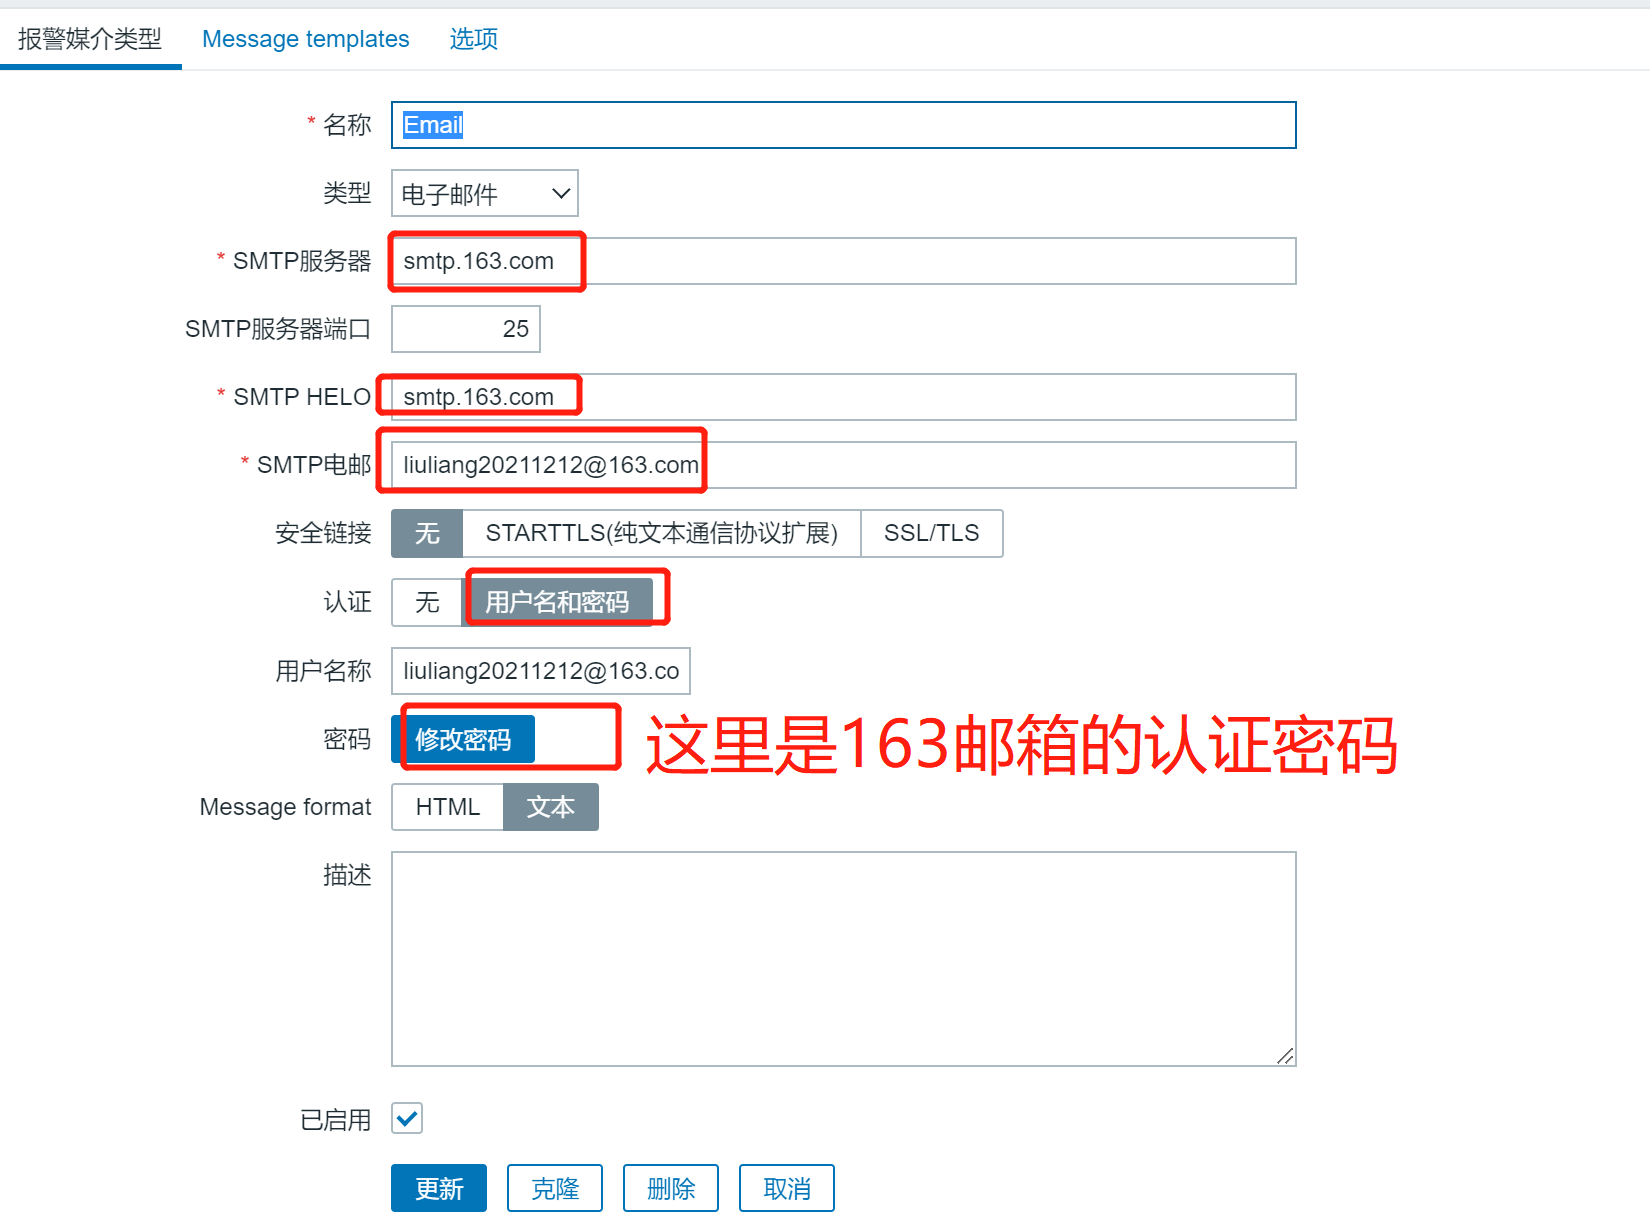 报警媒介类型 Message templates 选项
* 名称 Email
类型 电子邮件
* SMTP服务器 smtp.163.com
SMTP服务器端口 25
* SMTP HELO smtp.163.com
* SMTP电邮 liuliang20211212@163.com
安全链接 无 STARTTLS(纯文本通信协议扩展) SSL/TLS
认证 无 用户名和密码
用户名称 liuliang20211212@163.co
密码 修改密码 这里是163邮箱的认证密码
Message format HTML 文本
描述
已启用
更新 克隆 删除 取消